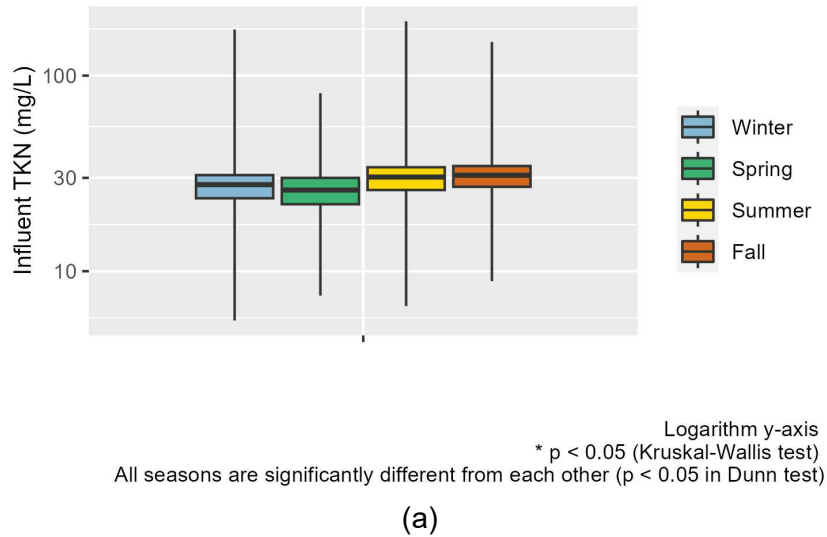 Influent TKN (mg/L)
100
30
10
Winter
Spring
Summer
Fall
Logarithm y-axis
* p < 0.05 (Kruskal-Wallis test)
All seasons are significantly different from each other (p < 0.05 in Dunn test)
(a)